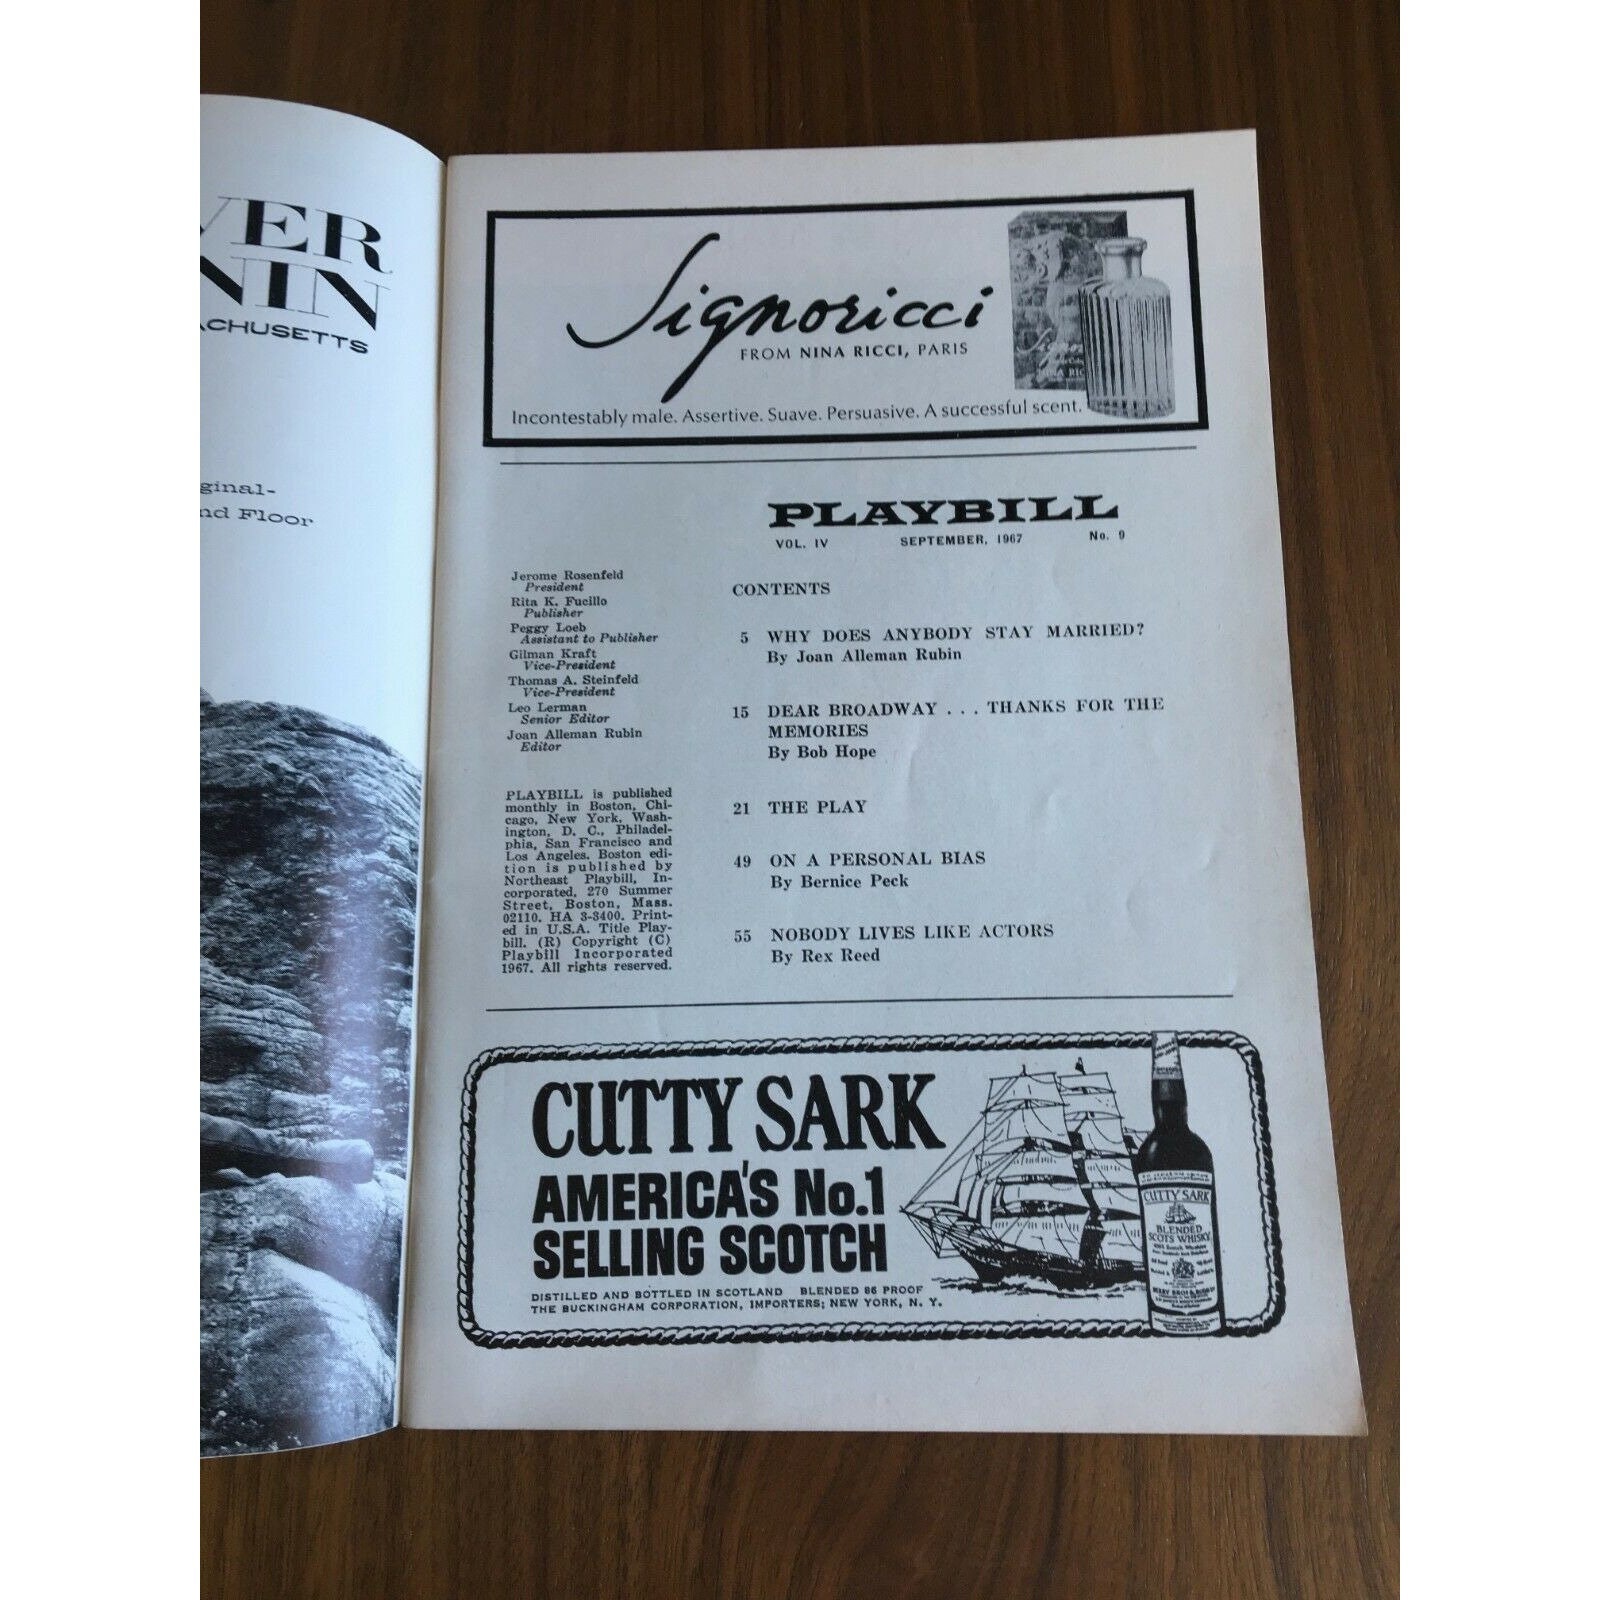 VER
NIN
ACHUSETTS
ginal-
nd Floor
Signoricci
FROM NINA RICCI, PARIS
Incontestably male. Assertive. Suave. Persuasive. A successful scent.
PLAYBILL
VOL. IV SEPTEMBER, 1967 No. 9
Jerome Rosenfeld
President
Rita K. Fucillo
Publisher
Peggy Loeb
Assistant to Publisher
Gilman Kraft
Vice-President
Thomas A. Steinfeld
Vice-President
Leo Lerman
Senior Editor
Joan Alleman Rubin
Editor
PLAYBILL is published
monthly in Boston, Chi-
cago, New York, Wash-
ington, D. C., Philadel-
phia, San Francisco and
Los Angeles. Boston edi-
tion is published by
Northeast Playbill, In-
corporated, 270 Summer
Street, Boston, Mass.
02110. HA 3-3400. Print-
ed in U.S.A. Title Play-
bill. (R) Copyright (C)
Playbill Incorporated
1967. All rights reserved.
CONTENTS
5 WHY DOES ANYBODY STAY MARRIED?
By Joan Alleman Rubin
15 DEAR BROADWAY . . . THANKS FOR THE
MEMORIES
By Bob Hope
21 THE PLAY
49 ON A PERSONAL BIAS
By Bernice Peck
55 NOBODY LIVES LIKE ACTORS
By Rex Reed
CUTTY SARK
AMERICA'S No.1
SELLING SCOTCH
DISTILLED AND BOTTLED IN SCOTLAND BLENDED 86 PROOF
THE BUCKINGHAM CORPORATION, IMPORTERS; NEW YORK, N. Y.
CUTTY SARK
BLENDED
SCOTS WHISKY